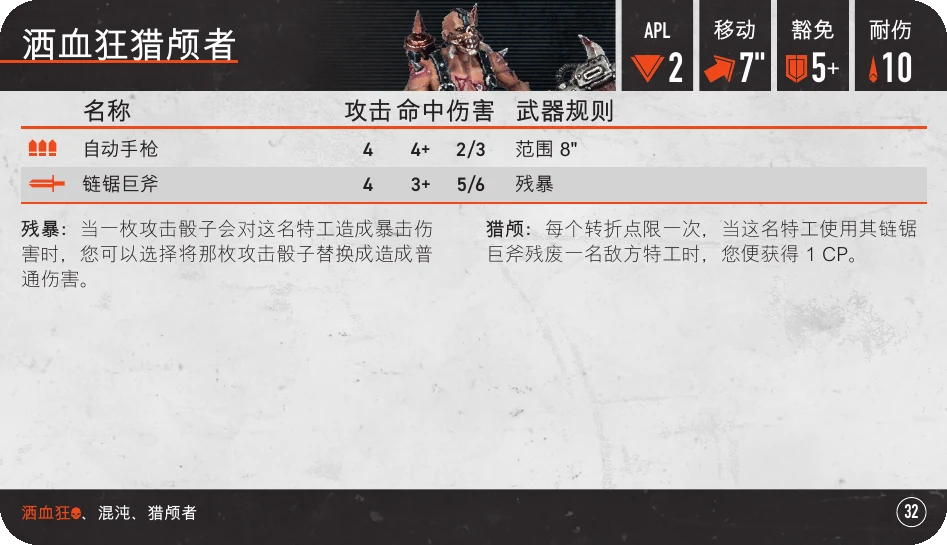 洒血狂猎颅者
APL 移动 豁免 耐伤
2 7" 5+ 10
名称 攻击 命中 伤害 武器规则
自动手枪 4 4+ 2/3 范围 8"
链锯巨斧 4 3+ 5/6 残暴
残暴：当一枚攻击骰子会对这名特工造成暴击伤
害时，您可以选择将那枚攻击骰子替换成造成普
通伤害。
猎颅：每个转折点限一次，当这名特工使用其链锯
巨斧残废一名敌方特工时，您便获得 1 CP。
洒血狂、混沌、猎颅者
32